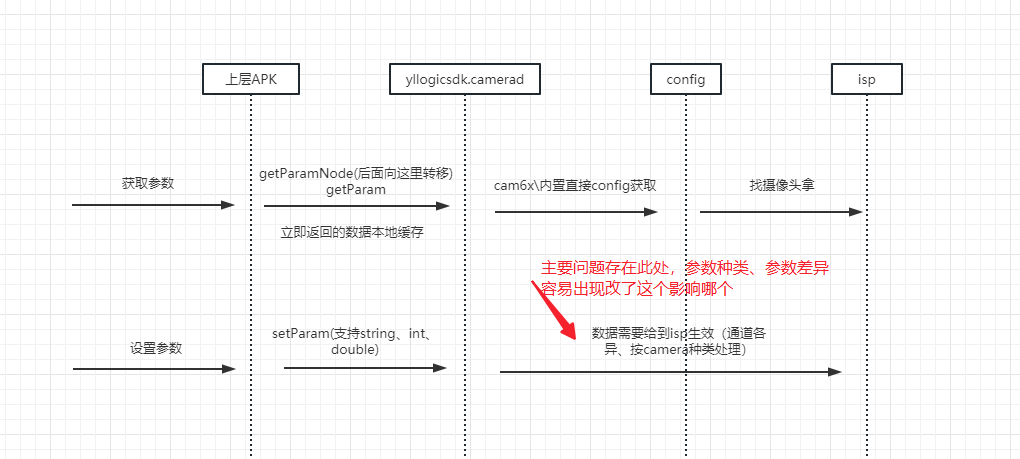 上层APK
yllogicsdk.camerad
config
isp
获取参数
getParamNode(后面向这里转移)
getParam
立即返回的数据本地缓存
cam6x\内置直接config获取
找摄像头拿
主要问题存在此处，参数种类、参数差异
容易出现改了这个影响哪个
设置参数
setParam(支持string、int、
double)
数据需要给到isp生效（通道各
异、按camera种类处理）